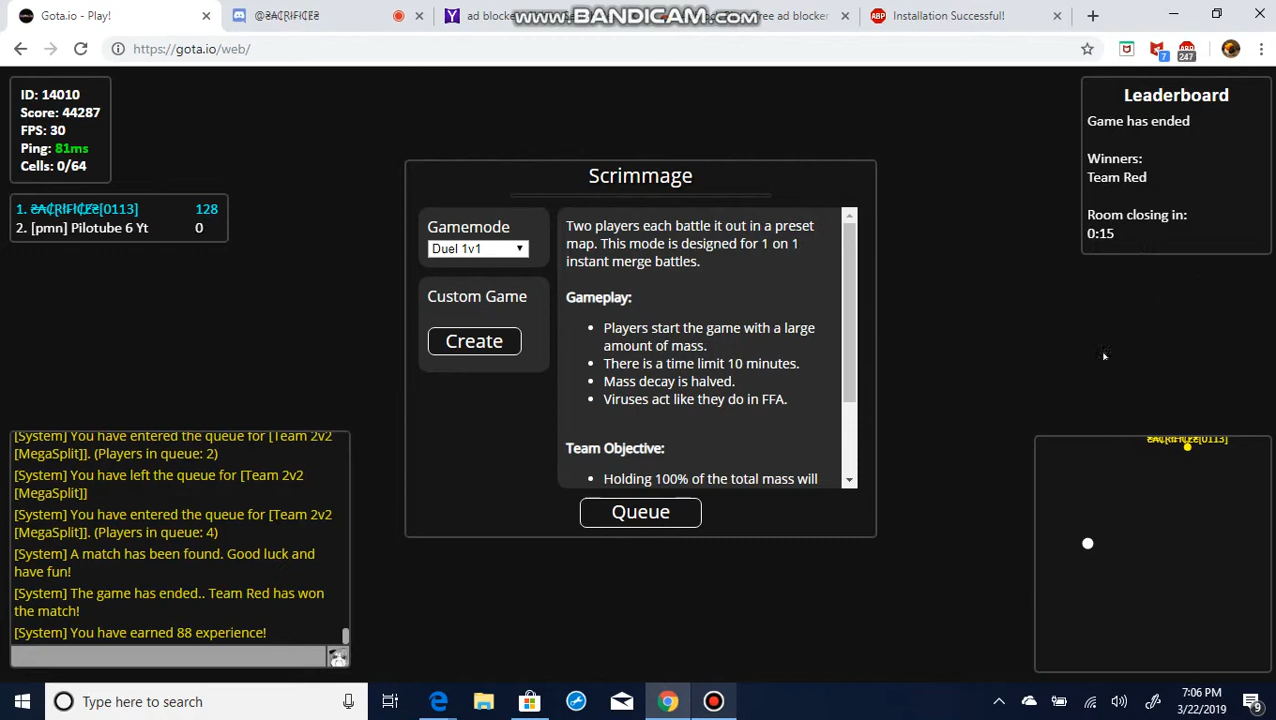 Gota.io - Play!
@₴₳₵ⱤłFł₵ɆⱤ
ad blocker
free ad blocker
Installation Successful!
www.BANDICAM.com
https://gota.io/web/
7
247
ID: 14010
Score: 44287
FPS: 30
Ping: 81ms
Cells: 0/64
1. [0113] 128
2. [pmn] Pilotube 6 Yt 0
Scrimmage
Gamemode
Duel 1v1
Custom Game
Create
Two players each battle it out in a preset
map. This mode is designed for 1 on 1
instant merge battles.
Gameplay:
• Players start the game with a large
amount of mass.
• There is a time limit 10 minutes.
• Mass decay is halved.
• Viruses act like they do in FFA.
Team Objective:
• Holding 100% of the total mass will
Queue
Leaderboard
Game has ended
Winners:
Team Red
Room closing in:
0:15
[System] You have entered the queue for [Team 2v2
[MegaSplit]]. (Players in queue: 2)
[System] You have left the queue for [Team 2v2
[MegaSplit]]
[System] You have entered the queue for [Team 2v2
[MegaSplit]]. (Players in queue: 4)
[System] A match has been found. Good luck and
have fun!
[System] The game has ended.. Team Red has won
the match!
[System] You have earned 88 experience!
[0113]
Type here to search
7:06 PM
3/22/2019
9